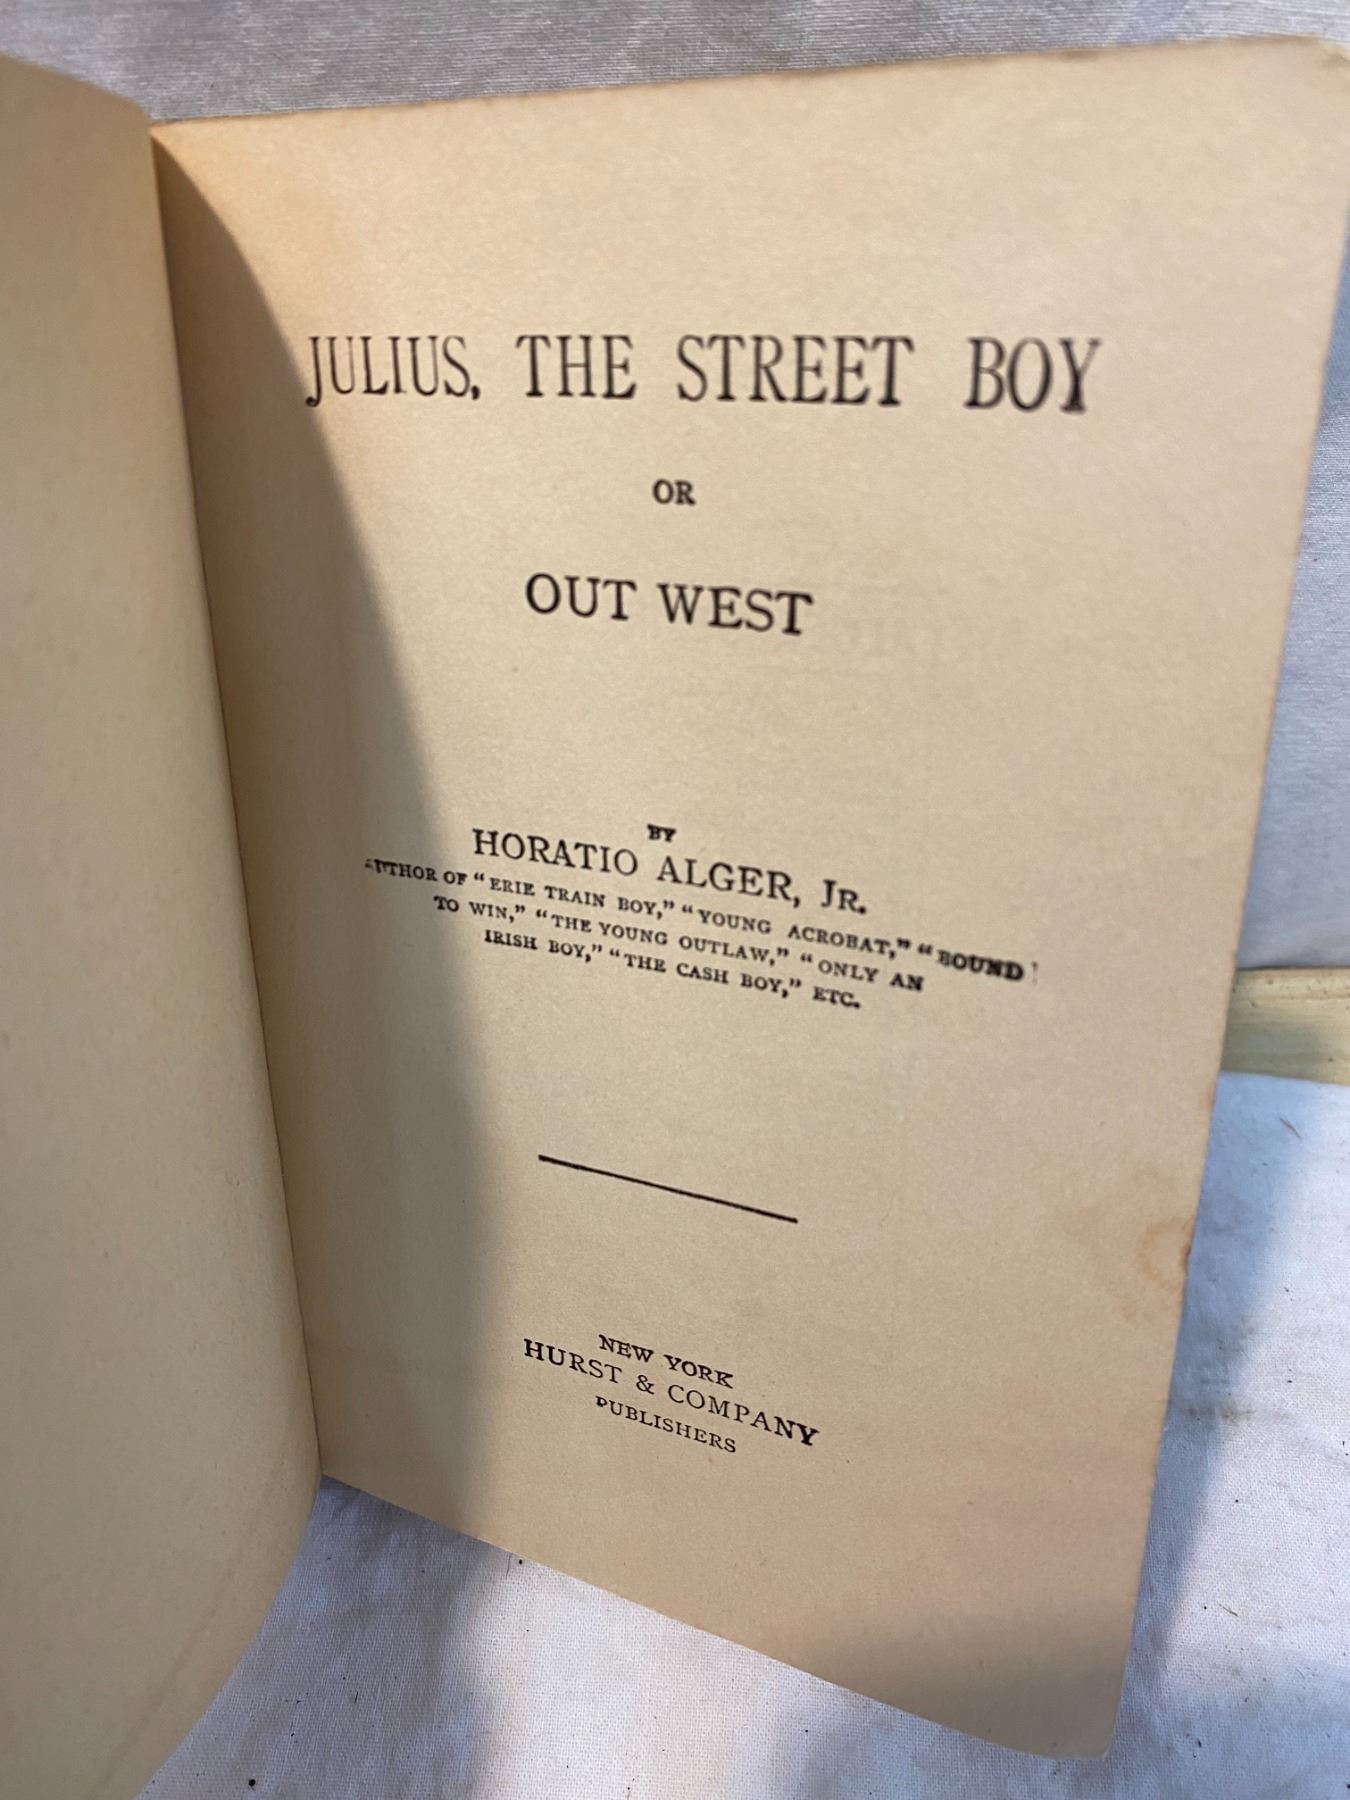 JULIUS, THE STREET BOY
OR
OUT WEST
BY
HORATIO ALGER, JR.
AUTHOR OF "ERIE TRAIN BOY," "YOUNG ACROBAT," "BOUND
TO WIN," "THE YOUNG OUTLAW," "ONLY AN
IRISH BOY," "THE CASH BOY," ETC.
NEW YORK
HURST & COMPANY
PUBLISHERS